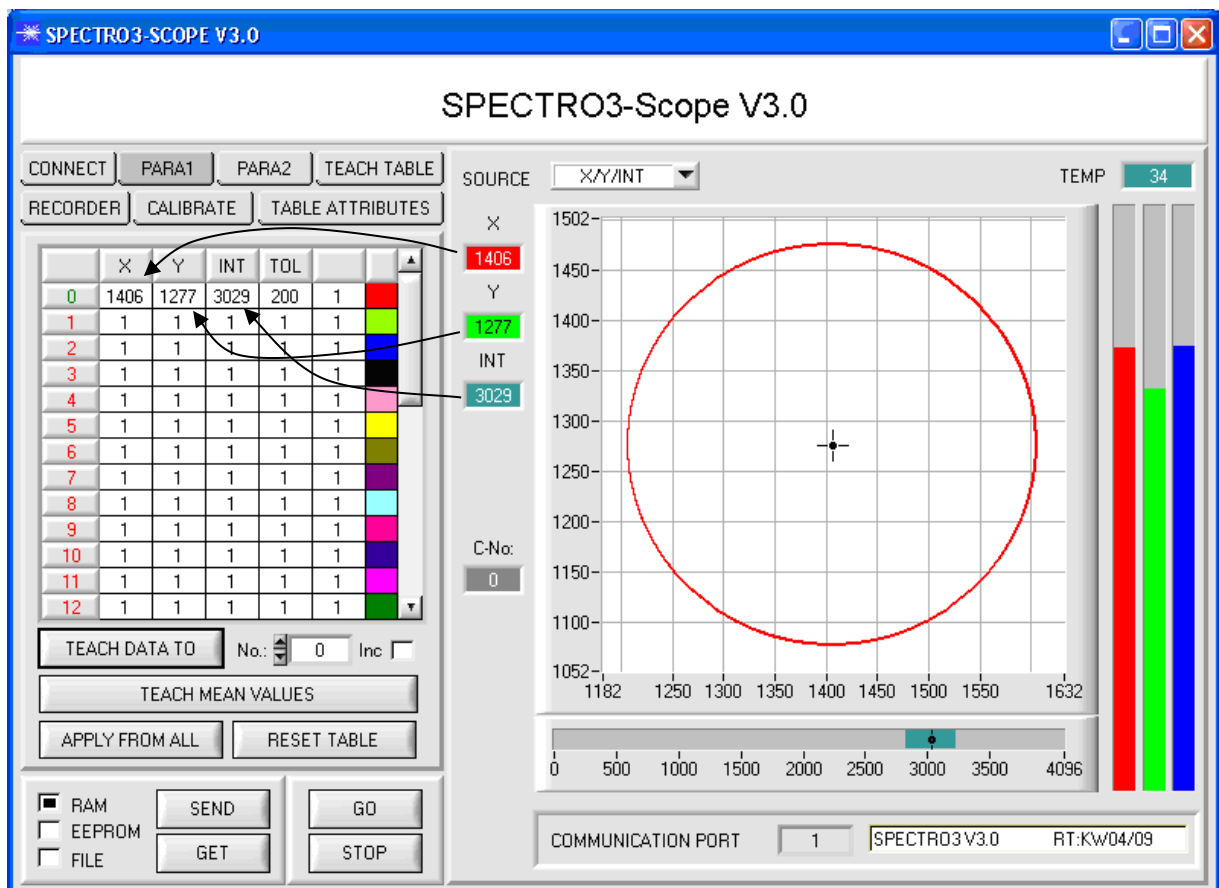 SPECTRO3-SCOPE V3.0
SPECTRO3-Scope V3.0
CONNECT PARA1 PARA2 TEACH TABLE
RECORDER CALIBRATE TABLE ATTRIBUTES
X Y INT TOL
0 1406 1277 3029 200 1
1 1 1 1 1 1
2 1 1 1 1 1
3 1 1 1 1 1
4 1 1 1 1 1
5 1 1 1 1 1
6 1 1 1 1 1
7 1 1 1 1 1
8 1 1 1 1 1
9 1 1 1 1 1
10 1 1 1 1 1
11 1 1 1 1 1
12 1 1 1 1 1
TEACH DATA TO No.: 0 Inc
TEACH MEAN VALUES
APPLY FROM ALL RESET TABLE
RAM
EEPROM
FILE
SEND
GET
GO
STOP
SOURCE X/Y/INT TEMP 34
X
1406
Y
1277
INT
3029
C-No:
0
1502
1450
1400
1350
1300
1250
1200
1150
1100
1052
1182 1250 1300 1350 1400 1450 1500 1550 1632
0 500 1000 1500 2000 2500 3000 3500 4096
COMMUNICATION PORT 1 SPECTRO3 V3.0 RT:KW04/09